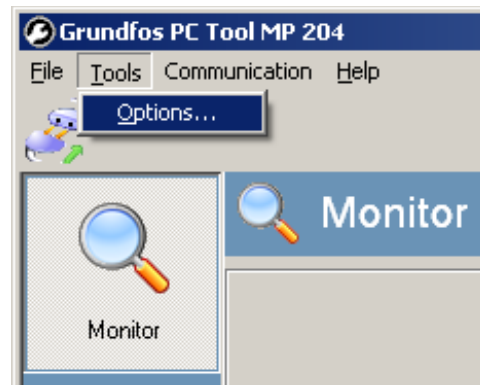 Grundfos PC Tool MP 204
File Tools Communication Help
Options...
Monitor
Monitor